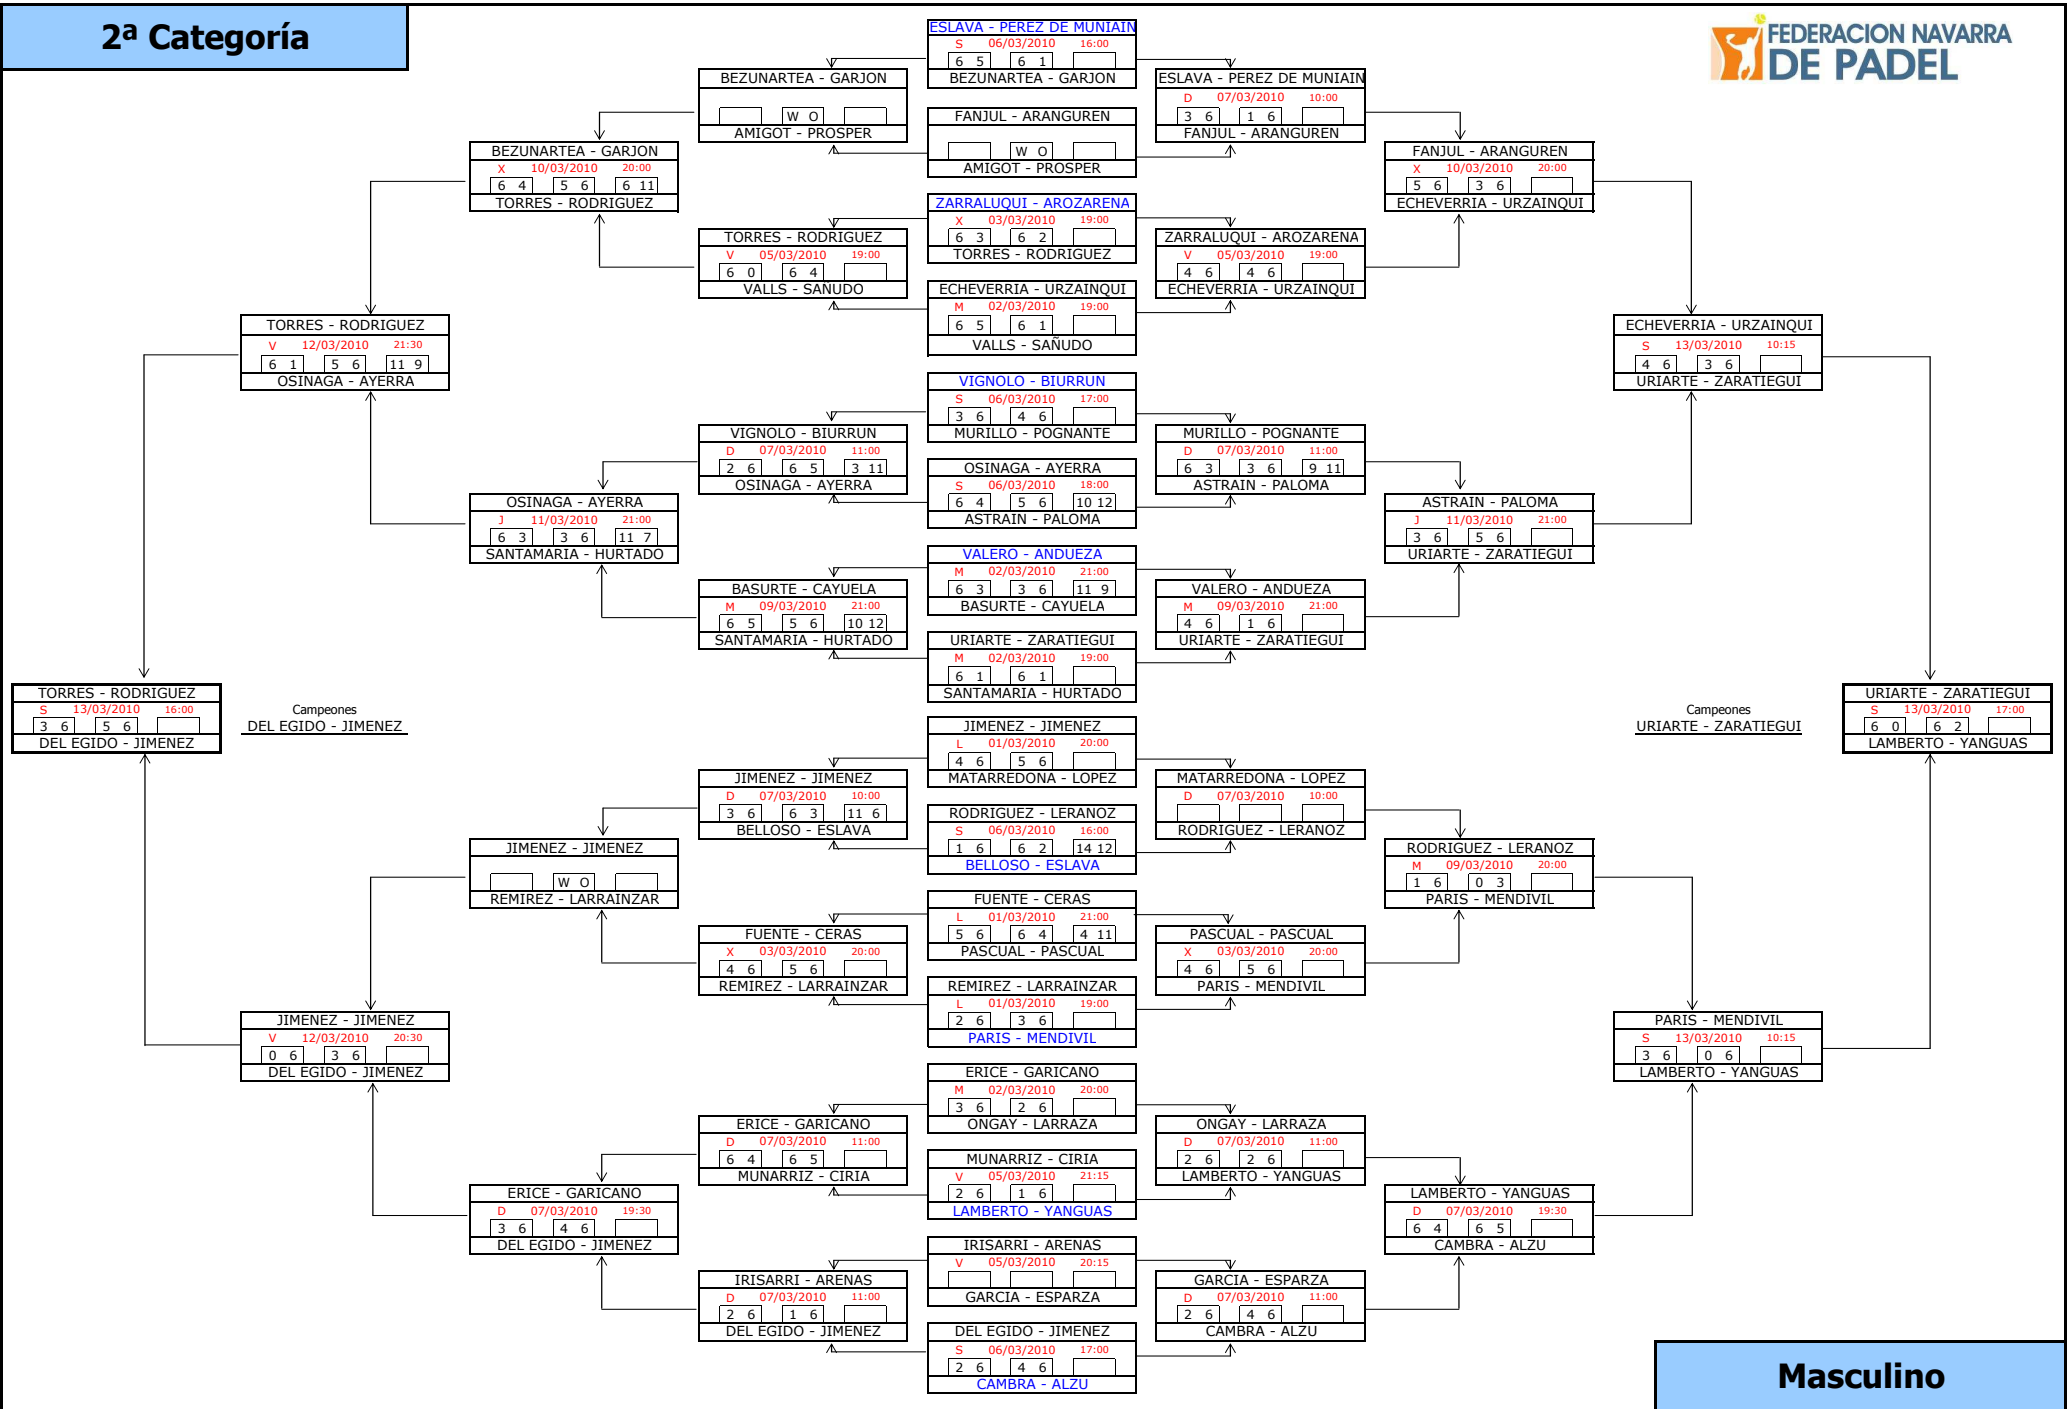 2ª Categoría
FEDERACION NAVARRA
DE PADEL
ESLAVA - PEREZ DE MUNIAIN
S 06/03/2010 16:00
6 5 6 1
BEZUNARTEA - GARJON
FANJUL - ARANGUREN
W O
AMIGOT - PROSPER
ZARRALUQUI - AROZARENA
X 03/03/2010 19:00
6 3 6 2
TORRES - RODRIGUEZ
ECHEVERRIA - URZAINQUI
M 02/03/2010 19:00
6 5 6 1
VALLS - SAÑUDO
VIGNOLO - BIURRUN
S 06/03/2010 17:00
3 6 4 6
MURILLO - POGNANTE
OSINAGA - AYERRA
S 06/03/2010 18:00
6 4 5 6 10 12
ASTRAIN - PALOMA
VALERO - ANDUEZA
M 02/03/2010 21:00
6 3 3 6 11 9
BASURTE - CAYUELA
URIARTE - ZARATIEGUI
M 02/03/2010 19:00
6 1 6 1
SANTAMARIA - HURTADO
JIMENEZ - JIMENEZ
L 01/03/2010 20:00
4 6 5 6
MATARREDONA - LOPEZ
RODRIGUEZ - LERANOZ
S 06/03/2010 16:00
1 6 6 2 14 12
BELLOSO - ESLAVA
FUENTE - CERAS
L 01/03/2010 21:00
5 6 6 4 4 11
PASCUAL - PASCUAL
REMIREZ - LARRAINZAR
L 01/03/2010 19:00
2 6 3 6
PARIS - MENDIVIL
ERICE - GARICANO
M 02/03/2010 20:00
3 6 2 6
ONGAY - LARRAZA
MUNARRIZ - CIRIA
V 05/03/2010 21:15
2 6 1 6
LAMBERTO - YANGUAS
IRISARRI - ARENAS
V 05/03/2010 20:15
GARCIA - ESPARZA
DEL EGIDO - JIMENEZ
S 06/03/2010 17:00
2 6 4 6
CAMBRA - ALZU
BEZUNARTEA - GARJON
W O
AMIGOT - PROSPER
TORRES - RODRIGUEZ
V 05/03/2010 19:00
6 0 6 4
VALLS - SAÑUDO
VIGNOLO - BIURRUN
D 07/03/2010 11:00
2 6 6 5 3 11
OSINAGA - AYERRA
BASURTE - CAYUELA
M 09/03/2010 21:00
6 5 5 6 10 12
SANTAMARIA - HURTADO
JIMENEZ - JIMENEZ
D 07/03/2010 10:00
3 6 6 3 11 6
BELLOSO - ESLAVA
FUENTE - CERAS
X 03/03/2010 20:00
4 6 5 6
REMIREZ - LARRAINZAR
ERICE - GARICANO
D 07/03/2010 11:00
6 4 6 5
MUNARRIZ - CIRIA
IRISARRI - ARENAS
D 07/03/2010 11:00
2 6 1 6
DEL EGIDO - JIMENEZ
BEZUNARTEA - GARJON
X 10/03/2010 20:00
6 4 5 6 6 11
TORRES - RODRIGUEZ
OSINAGA - AYERRA
J 11/03/2010 21:00
6 3 3 6 11 7
SANTAMARIA - HURTADO
JIMENEZ - JIMENEZ
W O
REMIREZ - LARRAINZAR
ERICE - GARICANO
D 07/03/2010 19:30
3 6 4 6
DEL EGIDO - JIMENEZ
TORRES - RODRIGUEZ
V 12/03/2010 21:30
6 1 5 6 11 9
OSINAGA - AYERRA
JIMENEZ - JIMENEZ
V 12/03/2010 20:30
0 6 3 6
DEL EGIDO - JIMENEZ
TORRES - RODRIGUEZ
S 13/03/2010 16:00
3 6 5 6
DEL EGIDO - JIMENEZ
Campeones
DEL EGIDO - JIMENEZ
ESLAVA - PEREZ DE MUNIAIN
D 07/03/2010 10:00
3 6 1 6
FANJUL - ARANGUREN
ZARRALUQUI - AROZARENA
V 05/03/2010 19:00
4 6 4 6
ECHEVERRIA - URZAINQUI
MURILLO - POGNANTE
D 07/03/2010 11:00
6 3 3 6 9 11
ASTRAIN - PALOMA
VALERO - ANDUEZA
M 09/03/2010 21:00
4 6 1 6
URIARTE - ZARATIEGUI
MATARREDONA - LOPEZ
D 07/03/2010 10:00
RODRIGUEZ - LERANOZ
PASCUAL - PASCUAL
X 03/03/2010 20:00
4 6 5 6
PARIS - MENDIVIL
ONGAY - LARRAZA
D 07/03/2010 11:00
2 6 2 6
LAMBERTO - YANGUAS
GARCIA - ESPARZA
D 07/03/2010 11:00
2 6 4 6
CAMBRA - ALZU
FANJUL - ARANGUREN
X 10/03/2010 20:00
5 6 3 6
ECHEVERRIA - URZAINQUI
ASTRAIN - PALOMA
J 11/03/2010 21:00
3 6 5 6
URIARTE - ZARATIEGUI
RODRIGUEZ - LERANOZ
M 09/03/2010 20:00
1 6 0 3
PARIS - MENDIVIL
LAMBERTO - YANGUAS
D 07/03/2010 19:30
6 4 6 5
CAMBRA - ALZU
ECHEVERRIA - URZAINQUI
S 13/03/2010 10:15
4 6 3 6
URIARTE - ZARATIEGUI
PARIS - MENDIVIL
S 13/03/2010 10:15
3 6 0 6
LAMBERTO - YANGUAS
Campeones
URIARTE - ZARATIEGUI
URIARTE - ZARATIEGUI
S 13/03/2010 17:00
6 0 6 2
LAMBERTO - YANGUAS
Masculino